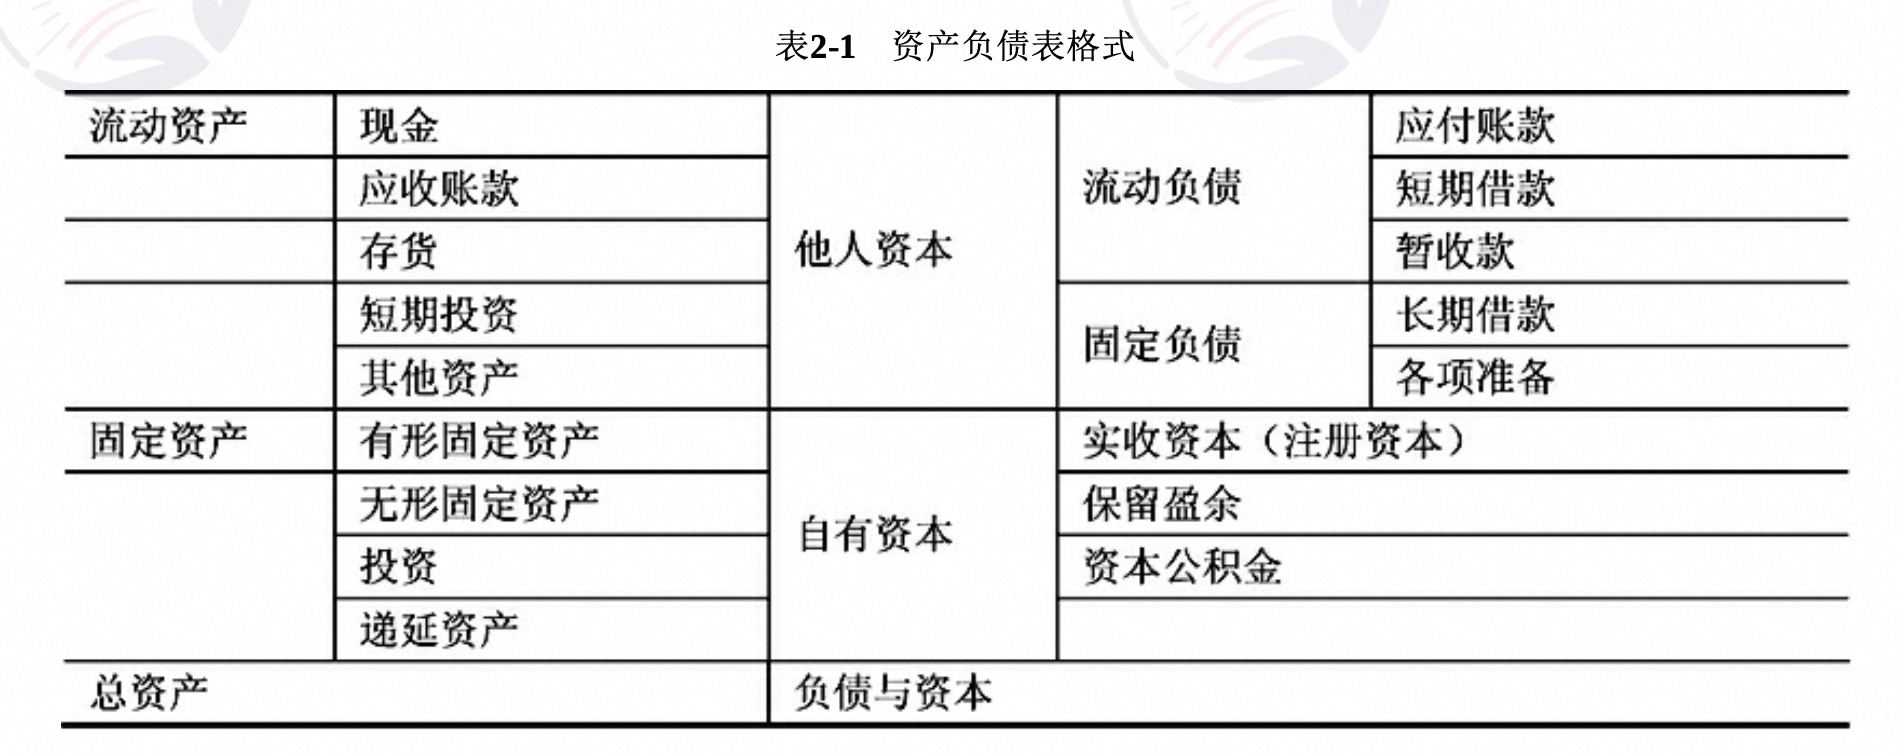 表2-1 资产负债表格式
流动资产 现金 应付账款
应收账款 流动负债 短期借款
存货 他人资本 暂收款
短期投资 长期借款
固定负债
其他资产 各项准备
固定资产 有形固定资产 实收资本（注册资本）
无形固定资产 保留盈余
自有资本
投资 资本公积金
递延资产
总资产 负债与资本